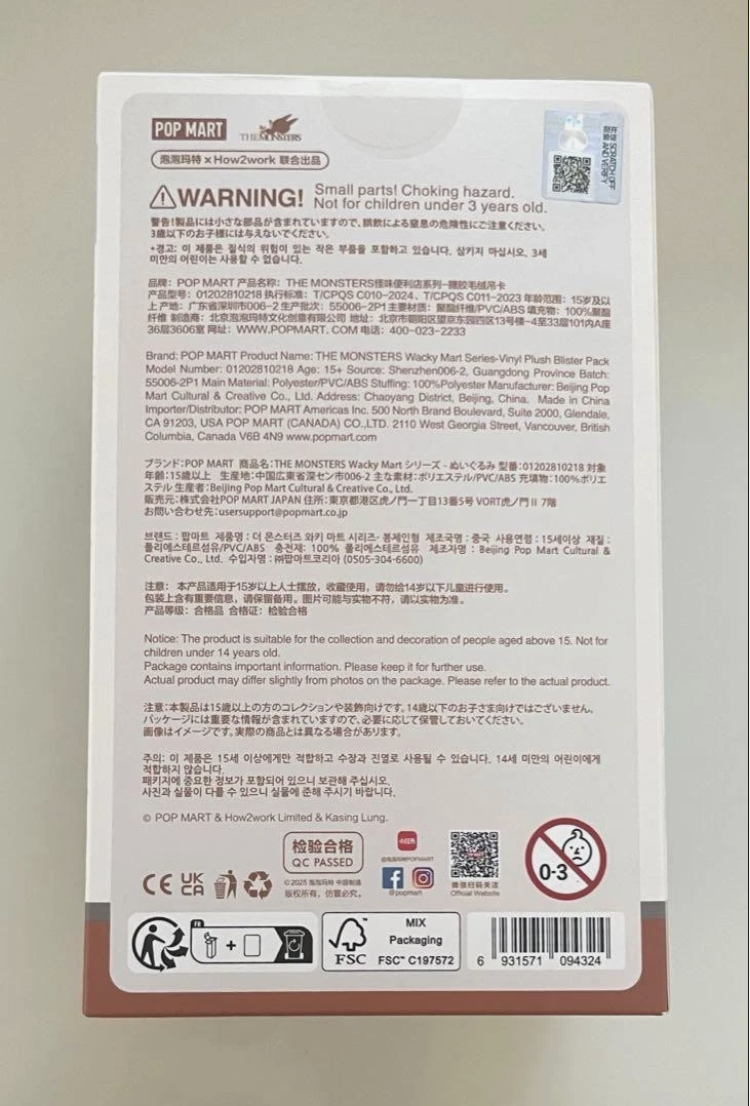 POP MART
THE MONSTERS
泡泡玛特 × How2work 联合出品
SCRATCH OFF
AND VERIFY
WARNING! Small parts! Choking hazard.
Not for children under 3 years old.
警告!製品には小さな部品が含まれていますので、誤飲による窒息の危険性にご注意ください。
3歳以下のお子様には与えないでください。
•경고: 이 제품은 질식의 위험이 있는 작은 부품을 포함하고 있습니다. 삼키지 마십시오. 3세
미만의 어린이는 사용할 수 없습니다.
品牌：POP MART 产品名称：THE MONSTERS怪味便利店系列-搪胶毛绒吊卡
产品型号：01202810218 执行标准：T/CPQS C010-2024、T/CPQS C011-2023 年龄范围：15岁及以
上 产地：广东省深圳市006-2 生产批次：55006-2P1 主要材质：聚酯纤维/PVC/ABS 填充物：100%聚酯
纤维 制造商：北京泡泡玛特文化创意有限公司 地址：北京市朝阳区望京东园四区13号楼-4至33层101内A座
36层3606室 网址：WWW.POPMART. COM 电话：400-023-2233
Brand: POP MART Product Name: THE MONSTERS Wacky Mart Series-Vinyl Plush Blister Pack
Model Number: 01202810218 Age: 15+ Source: Shenzhen006-2, Guangdong Province Batch:
55006-2P1 Main Material: Polyester/PVC/ABS Stuffing: 100%Polyester Manufacturer: Beijing Pop
Mart Cultural & Creative Co., Ltd. Address: Chaoyang District, Beijing, China. Made in China
Importer/Distributor: POP MART Americas Inc. 500 North Brand Boulevard, Suite 2000, Glendale,
CA 91203, USA POP MART (CANADA) CO.,LTD. 2110 West Georgia Street, Vancouver, British
Columbia, Canada V6B 4N9 www.popmart.com
ブランド：POP MART 商品名：THE MONSTERS Wacky Mart シリーズ - ぬいぐるみ 型番：01202810218 対象
年齢：15歳以上 生産地：中国広東省深セン市006-2 主な素材：ポリエステル/PVC/ABS 充填物：100%ポリエ
ステル 生産者：Beijing Pop Mart Cultural & Creative Co., Ltd.
販売元：株式会社POP MART JAPAN 住所：東京都港区虎ノ門一丁目13番5号 VORT虎ノ門 II 7階
お問い合わせ先：usersupport@popmart.co.jp
브랜드 : 팝마트 제품명 : 더 몬스터즈 와키 마트 시리즈- 봉제인형 제조국명 : 중국 사용연령 : 15세이상 재질 :
폴리에스테르섬유/PVC/ABS 충전재: 100% 폴리에스테르섬유 제조자명 : Beijing Pop Mart Cultural &
Creative Co., Ltd. 수입자명 : ㈜팝마트코리아 (0505-304-6600)
注意： 本产品适用于15岁以上人士摆放，收藏使用，请勿给14岁以下儿童进行使用。
包装上含有重要信息，请保留备用。图片可能与实物不符，请以实物为准。
产品等级：合格品 合格证：检验合格
Notice: The product is suitable for the collection and decoration of people aged above 15. Not for
children under 14 years old.
Package contains important information. Please keep it for further use.
Actual product may differ slightly from photos on the package. Please refer to the actual product.
注意：本製品は15歳以上の方のコレクションや装飾向けです。14歳以下のお子さま向けではございません。
パッケージには重要な情報が含まれていますので、必要に応じて保管しておいてください。
画像はイメージです。実際の商品とは異なる場合があります。
주의: 이 제품은 15세 이상에게만 적합하고 수장과 진열로 사용될 수 있습니다. 14세 미만의 어린이에게
적합하지 않습니다.
패키지에 중요한 정보가 포함되어 있으니 보관해 주십시오.
사진과 실물이 다를 수 있으니 실물에 준해 주시기 바랍니다.
© POP MART & How2work Limited & Kasing Lung.
检验合格
QC PASSED
小红书
@泡泡玛特POPMART
@popmart
微信扫码关注
Official Website
0-3
CE UK CA
©2025 泡泡玛特 中国制造
版权所有，仿冒必究。
FR
+
FSC
MIX
Packaging
FSC™ C197572
6 931571 094324